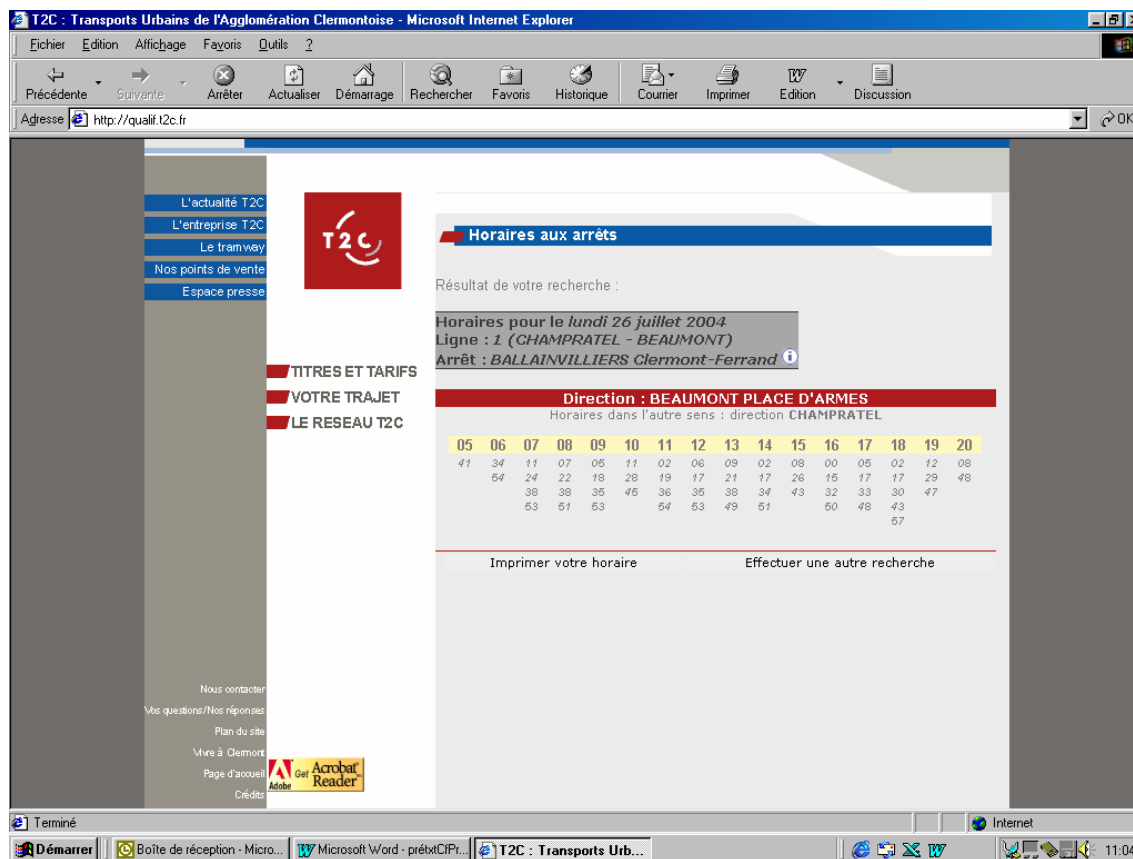 T2C : Transports Urbains de l'Agglomération Clermontoise - Microsoft Internet Explorer
Fichier Edition Affichage Favoris Outils ?
Précédente Suivante Arrêter Actualiser Démarrage Rechercher Favoris Historique Courrier Imprimer Edition Discussion
Adresse http://qualif.t2c.fr OK
L'actualité T2C
L'entreprise T2C
Le tramway
Nos points de vente
Espace presse
T2C
TITRES ET TARIFS
VOTRE TRAJET
LE RESEAU T2C
Horaires aux arrêts
Résultat de votre recherche :
Horaires pour le lundi 26 juillet 2004
Ligne : 1 (CHAMPRATEL - BEAUMONT)
Arrêt : BALLAINVILLIERS Clermont-Ferrand
Direction : BEAUMONT PLACE D'ARMES
Horaires dans l'autre sens : direction CHAMPRATEL
05 06 07 08 09 10 11 12 13 14 15 16 17 18 19 20
41 34 11 07 05 11 02 06 09 02 08 00 05 02 12 08
54 24 22 18 28 19 17 21 17 26 15 17 17 29 48
38 38 35 45 36 35 38 34 43 32 33 30 47
53 51 53 54 53 49 51 50 48 43
57
Imprimer votre horaire Effectuer une autre recherche
Nous contacter
Vos questions/Nos réponses
Plan du site
Vivre à Clermont
Page d'accueil
Crédits
Adobe Get Acrobat Reader
Terminé Internet
Démarrer Boîte de réception - Micro... Microsoft Word - prétxtCfPr... T2C : Transports Urb... 11:04